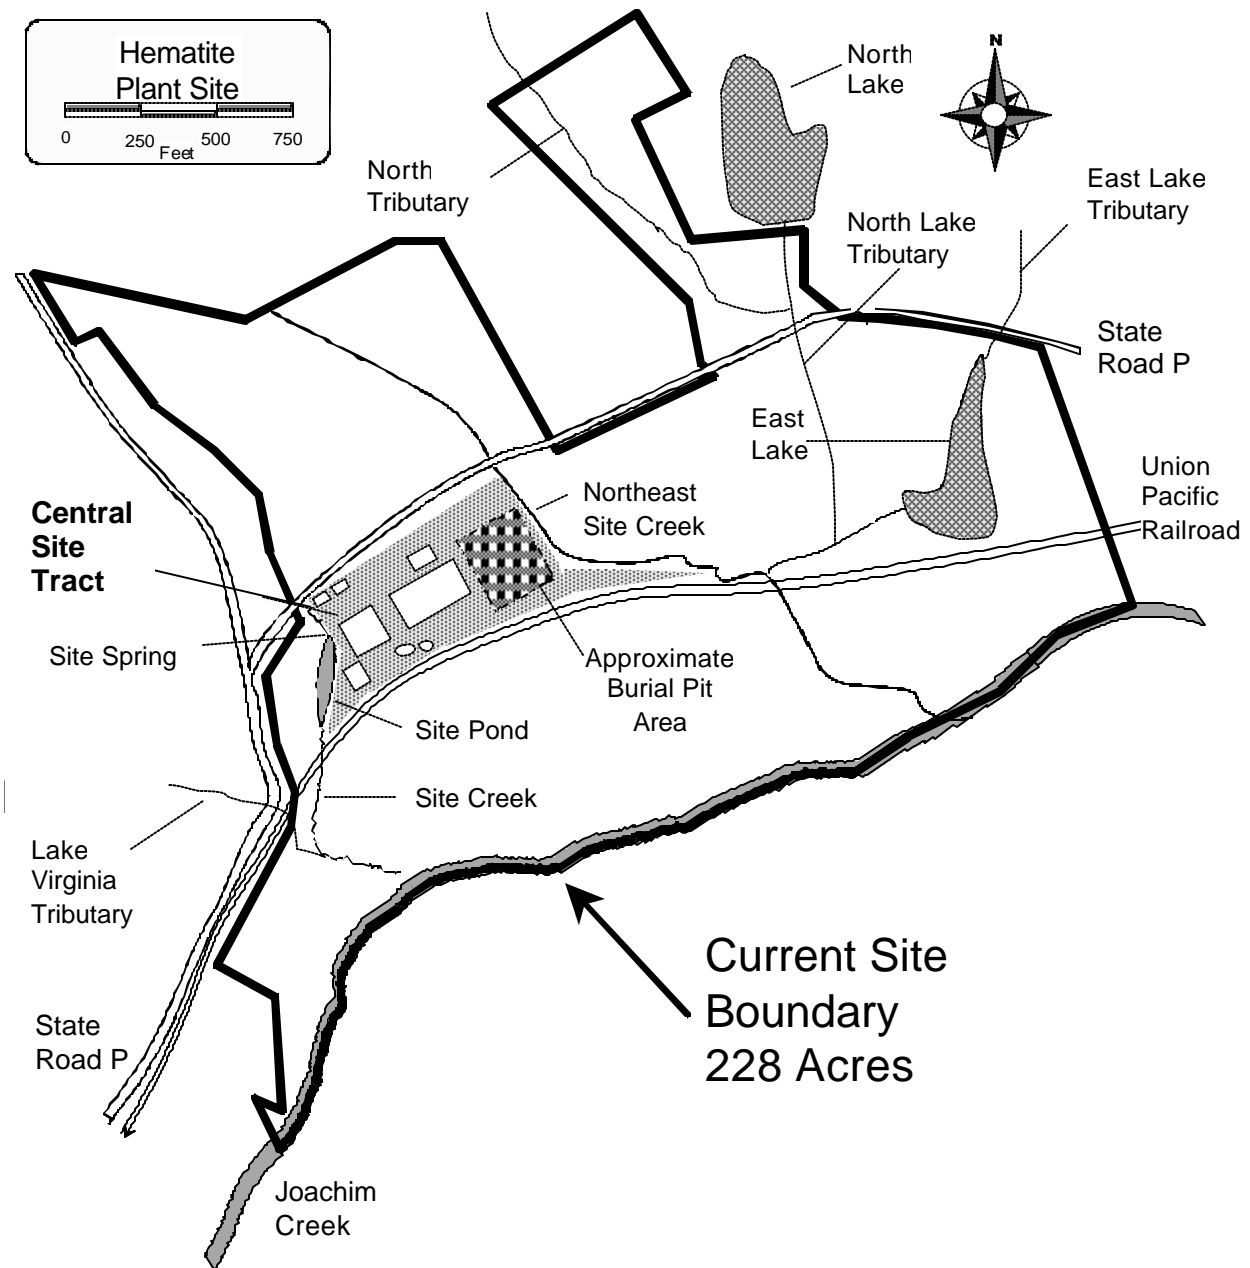 Hematite
Plant Site
0 250 500 750
Feet
N
North
Lake
North
Tributary
East Lake
Tributary
North Lake
Tributary
State
Road P
East
Lake
Union
Pacific
Railroad
Northeast
Site Creek
Central
Site
Tract
Site Spring
Approximate
Burial Pit
Area
Site Pond
Site Creek
Lake
Virginia
Tributary
Current Site
Boundary
228 Acres
State
Road P
Joachim
Creek